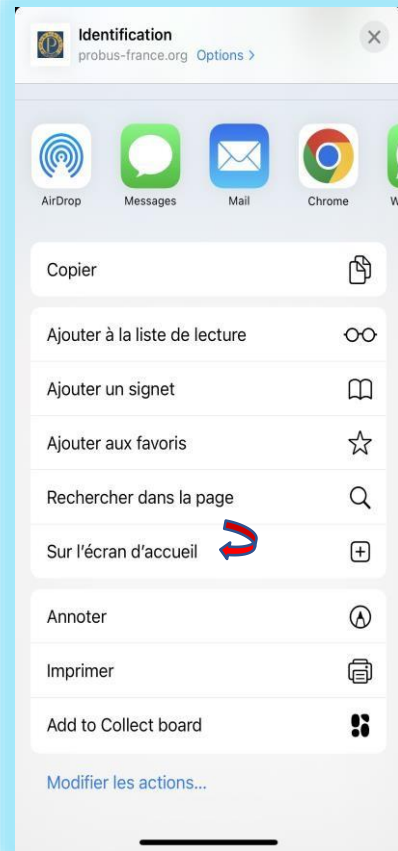 Identification
probus-france.org Options >
AirDrop Messages Mail Chrome W
Copier
Ajouter à la liste de lecture
Ajouter un signet
Ajouter aux favoris
Rechercher dans la page
Sur l'écran d'accueil
Annoter
Imprimer
Add to Collect board
Modifier les actions...